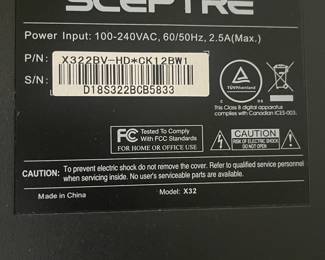 SCEPTRE
Power Input: 100-240VAC, 60/50Hz, 2.5A(Max.)
P/N: X322BV-HD*CK12BW1
S/N: D18S322BCB5833
TÜVRheinland
This Class B digital apparatus
complies with Canadian ICES-003.
FC Tested To Comply
With FCC Standards
FOR HOME OR OFFICE USE
CAUTION
RISK OF ELECTRIC SHOCK
DO NOT OPEN
CAUTION: To prevent electric shock do not remove the cover. Refer to qualified service personnel
when servicing inside. No user's serviceable parts are available.
Made in China
Model: X32